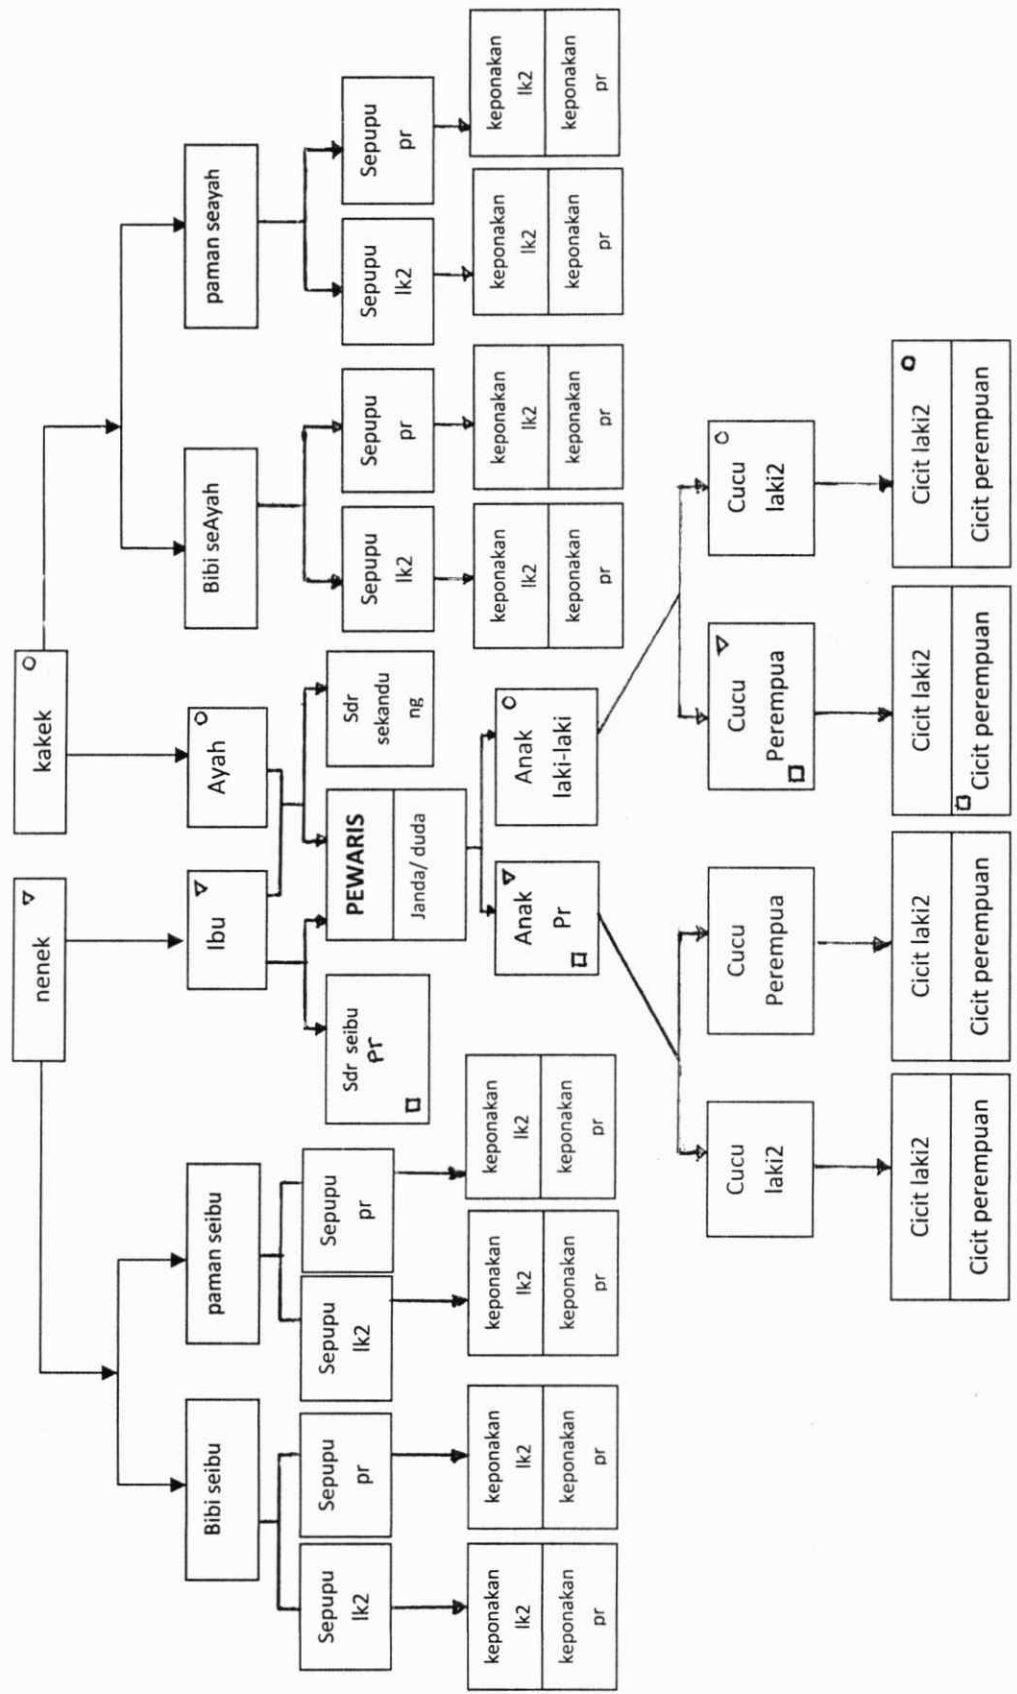 nenek
kakek
Bibi seibu
paman seibu
Ibu
Ayah
Bibi seAyah
paman seayah
Sepupu
lk2
Sepupu
pr
Sepupu
lk2
Sepupu
pr
Sdr seibu
pr
PEWARIS
Janda/ duda
Sdr
sekandu
ng
Sepupu
lk2
Sepupu
pr
Sepupu
lk2
Sepupu
pr
keponakan
lk2
keponakan
pr
keponakan
lk2
keponakan
pr
keponakan
lk2
keponakan
pr
keponakan
lk2
keponakan
pr
Anak
Pr
Anak
laki-laki
keponakan
lk2
keponakan
pr
keponakan
lk2
keponakan
pr
keponakan
lk2
keponakan
pr
keponakan
lk2
keponakan
pr
Cucu
laki2
Cucu
Perempua
Cucu
Perempua
Cucu
laki2
Cicit laki2
Cicit perempuan
Cicit laki2
Cicit perempuan
Cicit laki2
Cicit perempuan
Cicit laki2
Cicit perempuan